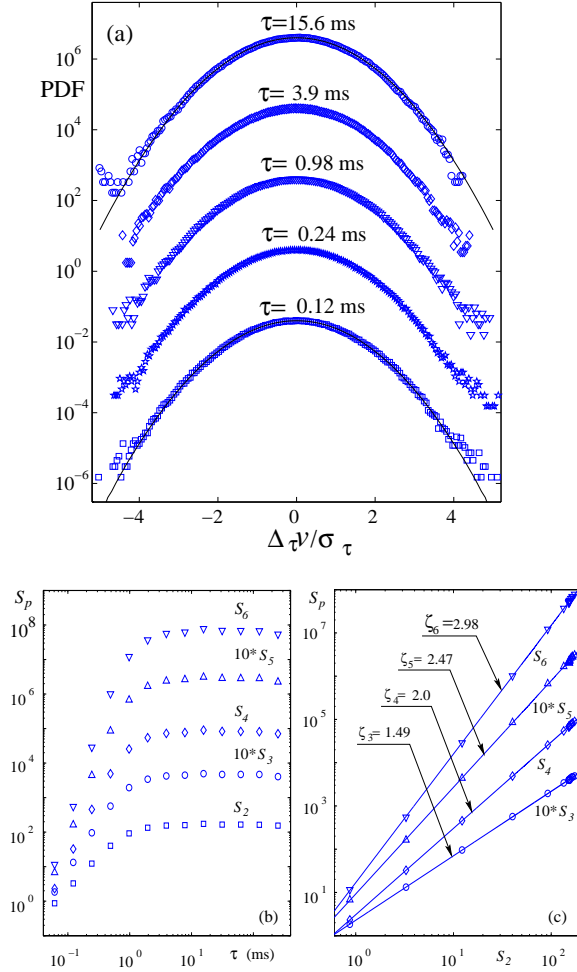 (a)
PDF
10^6
10^4
10^2
10^0
10^-2
10^-4
10^-6
τ=15.6 ms
τ= 3.9 ms
τ= 0.98 ms
τ= 0.24 ms
τ= 0.12 ms
−4 −2 0 2 4
Δ_τ v/σ_τ
S_p
10^8
10^6
10^4
10^2
10^0
S_6
10*S_5
S_4
10*S_3
S_2
(b)
10^-1 10^0 10^1 τ (ms) 10^2
S_p
10^7
10^5
10^3
10^1
ζ_6=2.98
ζ_5= 2.47
ζ_4= 2.0
ζ_3= 1.49
S_6
10*S_5
S_4
10*S_3
(c)
10^0 10^1 S_2 10^2